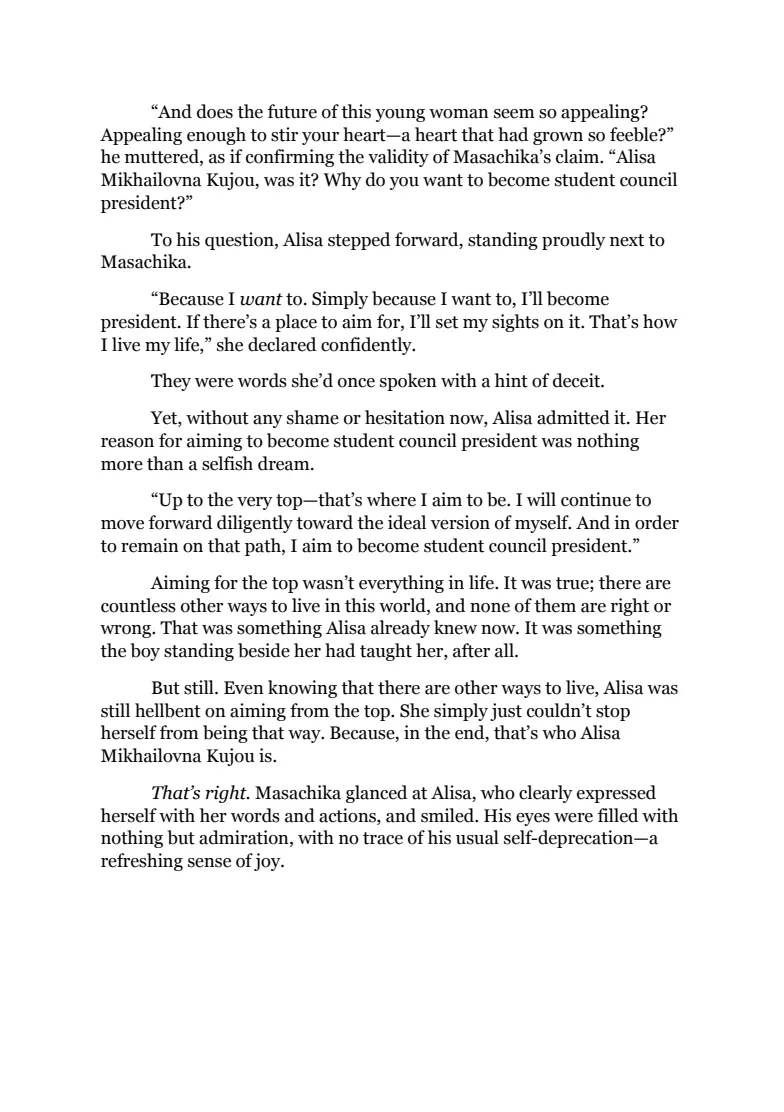 “And does the future of this young woman seem so appealing?
Appealing enough to stir your heart—a heart that had grown so feeble?”
he muttered, as if confirming the validity of Masachika’s claim. “Alisa
Mikhailovna Kujou, was it? Why do you want to become student council
president?”
To his question, Alisa stepped forward, standing proudly next to
Masachika.
“Because I want to. Simply because I want to, I’ll become
president. If there’s a place to aim for, I’ll set my sights on it. That’s how
I live my life,” she declared confidently.
They were words she’d once spoken with a hint of deceit.
Yet, without any shame or hesitation now, Alisa admitted it. Her
reason for aiming to become student council president was nothing
more than a selfish dream.
“Up to the very top—that’s where I aim to be. I will continue to
move forward diligently toward the ideal version of myself. And in order
to remain on that path, I aim to become student council president.”
Aiming for the top wasn’t everything in life. It was true; there are
countless other ways to live in this world, and none of them are right or
wrong. That was something Alisa already knew now. It was something
the boy standing beside her had taught her, after all.
But still. Even knowing that there are other ways to live, Alisa was
still hellbent on aiming from the top. She simply just couldn’t stop
herself from being that way. Because, in the end, that’s who Alisa
Mikhailovna Kujou is.
That’s right. Masachika glanced at Alisa, who clearly expressed
herself with her words and actions, and smiled. His eyes were filled with
nothing but admiration, with no trace of his usual self-deprecation—a
refreshing sense of joy.